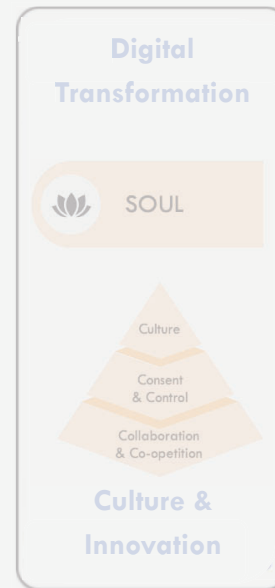 Digital
Transformation
SOUL
Culture
Consent
& Control
Collaboration
& Co-opetition
Culture &
Innovation